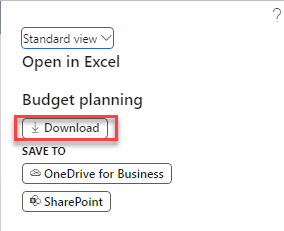 ?
Standard view
Open in Excel
Budget planning
Download
SAVE TO
OneDrive for Business
SharePoint